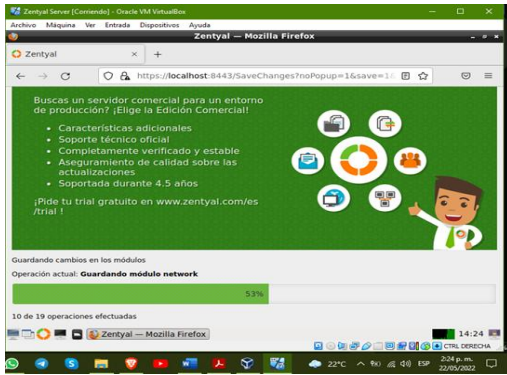 Zentyal Server [Corriendo] - Oracle VM VirtualBox
Archivo Máquina Ver Entrada Dispositivos Ayuda
Zentyal — Mozilla Firefox
Zentyal
https://localhost:8443/SaveChanges?noPopup=1&save=1
Buscas un servidor comercial para un entorno
de producción? ¡Elige la Edición Comercial!
• Características adicionales
• Soporte técnico oficial
• Completamente verificado y estable
• Aseguramiento de calidad sobre las
actualizaciones
• Soportada durante 4.5 años
¡Pide tu trial gratuito en www.zentyal.com/es
/trial !
Guardando cambios en los módulos
Operación actual: Guardando módulo network
53%
10 de 19 operaciones efectuadas
Zentyal — Mozilla Firefox
14:24
CTRL DERECHA
22°C
ESP
2:24 p. m.
22/05/2022